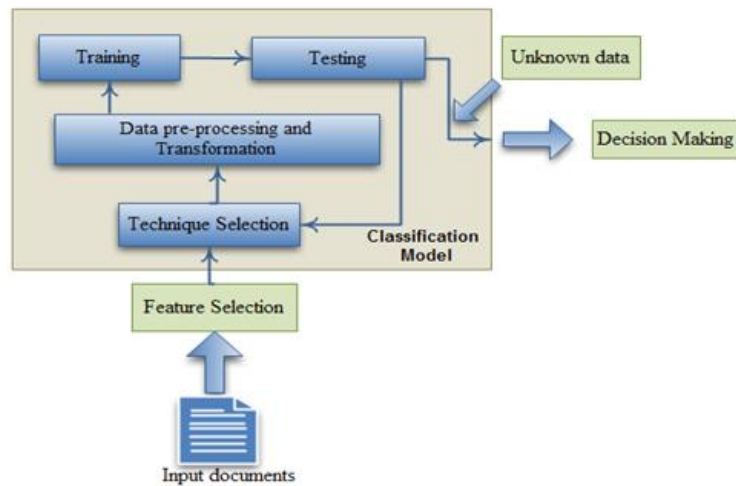 Training
Testing
Unknown data
Data pre-processing and
Transformation
Decision Making
Technique Selection
Classification
Model
Feature Selection
Input documents